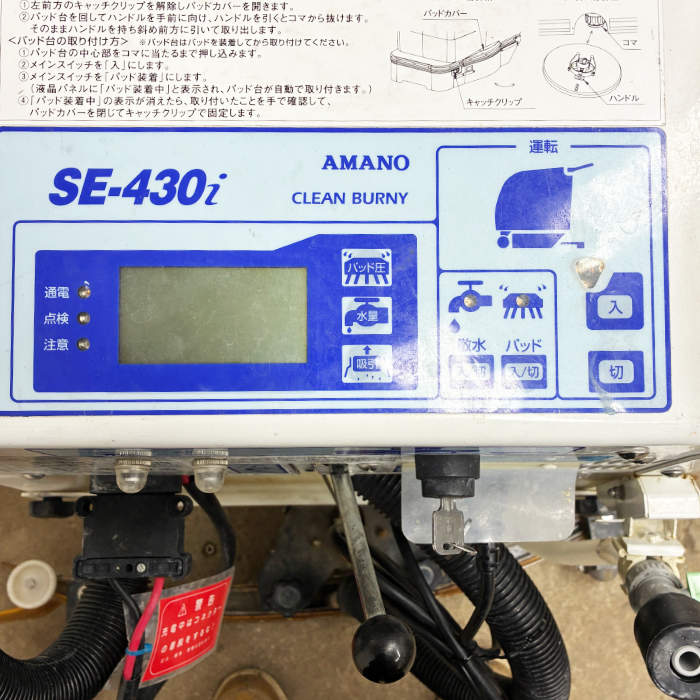 ①左前方のキャッチクリップを解除しパッドカバーを開きます。
②パッド台を回してハンドルを手前に向け、ハンドルを引くとコマから抜けます。
そのままハンドルを持ち斜め前方に引いて取り出します。
<パッド台の取り付け方> ※パッド台はパッドを装着してから取り付けてください。
①パッド台の中心部をコマに当たるまで押し込みます。
②メインスイッチを「入」にします。
③メインスイッチを「パッド装着」にします。
(液晶パネルに「パッド装着中」と表示され、パッド台が自動で取り付きます。)
④「パッド装着中」の表示が消えたら、取り付いたことを手で確認して、
パッドカバーを閉じてキャッチクリップで固定します。
パッドカバー
キャッチクリップ
コマ
ハンドル
SE-430i
AMANO
CLEAN BURNY
運転
通電
点検
注意
パッド圧
水量
吸引
散水
パッド
入/切
入/切
入
切
充電中はコネクター